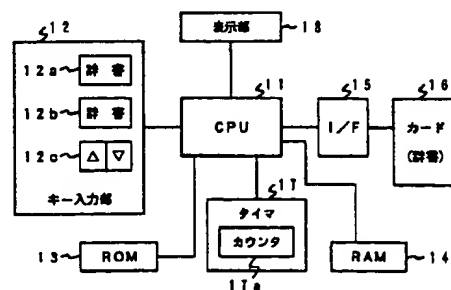 12
12a 辞書
12b 辞書
12c △ ▽
キー入力部
表示部 18
11
CPU
15
I/F
16
カード
(辞書)
17
タイマ
カウンタ
17a
13 ROM
RAM 14